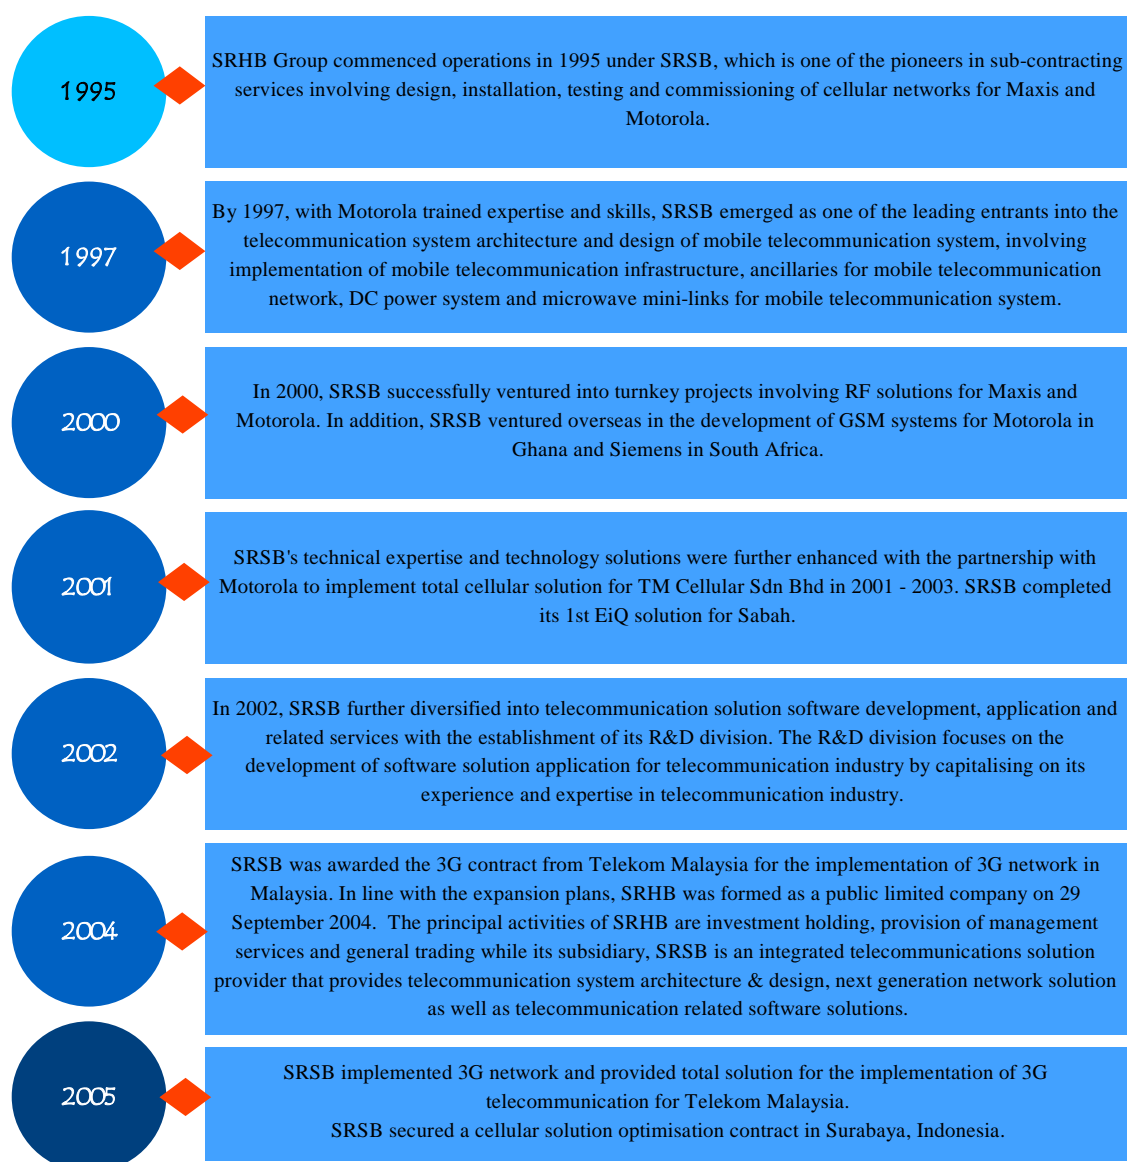 1995
SRHB Group commenced operations in 1995 under SRSB, which is one of the pioneers in sub-contracting
services involving design, installation, testing and commissioning of cellular networks for Maxis and
Motorola.
1997
By 1997, with Motorola trained expertise and skills, SRSB emerged as one of the leading entrants into the
telecommunication system architecture and design of mobile telecommunication system, involving
implementation of mobile telecommunication infrastructure, ancillaries for mobile telecommunication
network, DC power system and microwave mini-links for mobile telecommunication system.
2000
In 2000, SRSB successfully ventured into turnkey projects involving RF solutions for Maxis and
Motorola. In addition, SRSB ventured overseas in the development of GSM systems for Motorola in
Ghana and Siemens in South Africa.
2001
SRSB's technical expertise and technology solutions were further enhanced with the partnership with
Motorola to implement total cellular solution for TM Cellular Sdn Bhd in 2001 - 2003. SRSB completed
its 1st EiQ solution for Sabah.
2002
In 2002, SRSB further diversified into telecommunication solution software development, application and
related services with the establishment of its R&D division. The R&D division focuses on the
development of software solution application for telecommunication industry by capitalising on its
experience and expertise in telecommunication industry.
2004
SRSB was awarded the 3G contract from Telekom Malaysia for the implementation of 3G network in
Malaysia. In line with the expansion plans, SRHB was formed as a public limited company on 29
September 2004.  The principal activities of SRHB are investment holding, provision of management
services and general trading while its subsidiary, SRSB is an integrated telecommunications solution
provider that provides telecommunication system architecture & design, next generation network solution
as well as telecommunication related software solutions.
2005
SRSB implemented 3G network and provided total solution for the implementation of 3G
telecommunication for Telekom Malaysia.
SRSB secured a cellular solution optimisation contract in Surabaya, Indonesia.